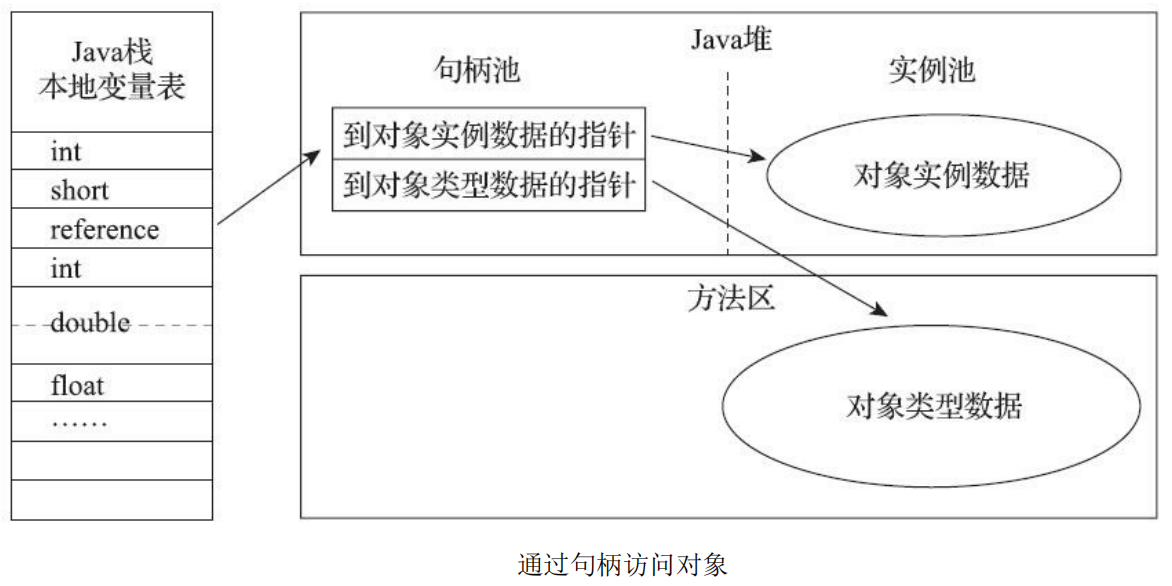 Java栈
本地变量表
int
short
reference
int
double
float
……
Java堆
句柄池
实例池
到对象实例数据的指针
到对象类型数据的指针
对象实例数据
方法区
对象类型数据
通过句柄访问对象